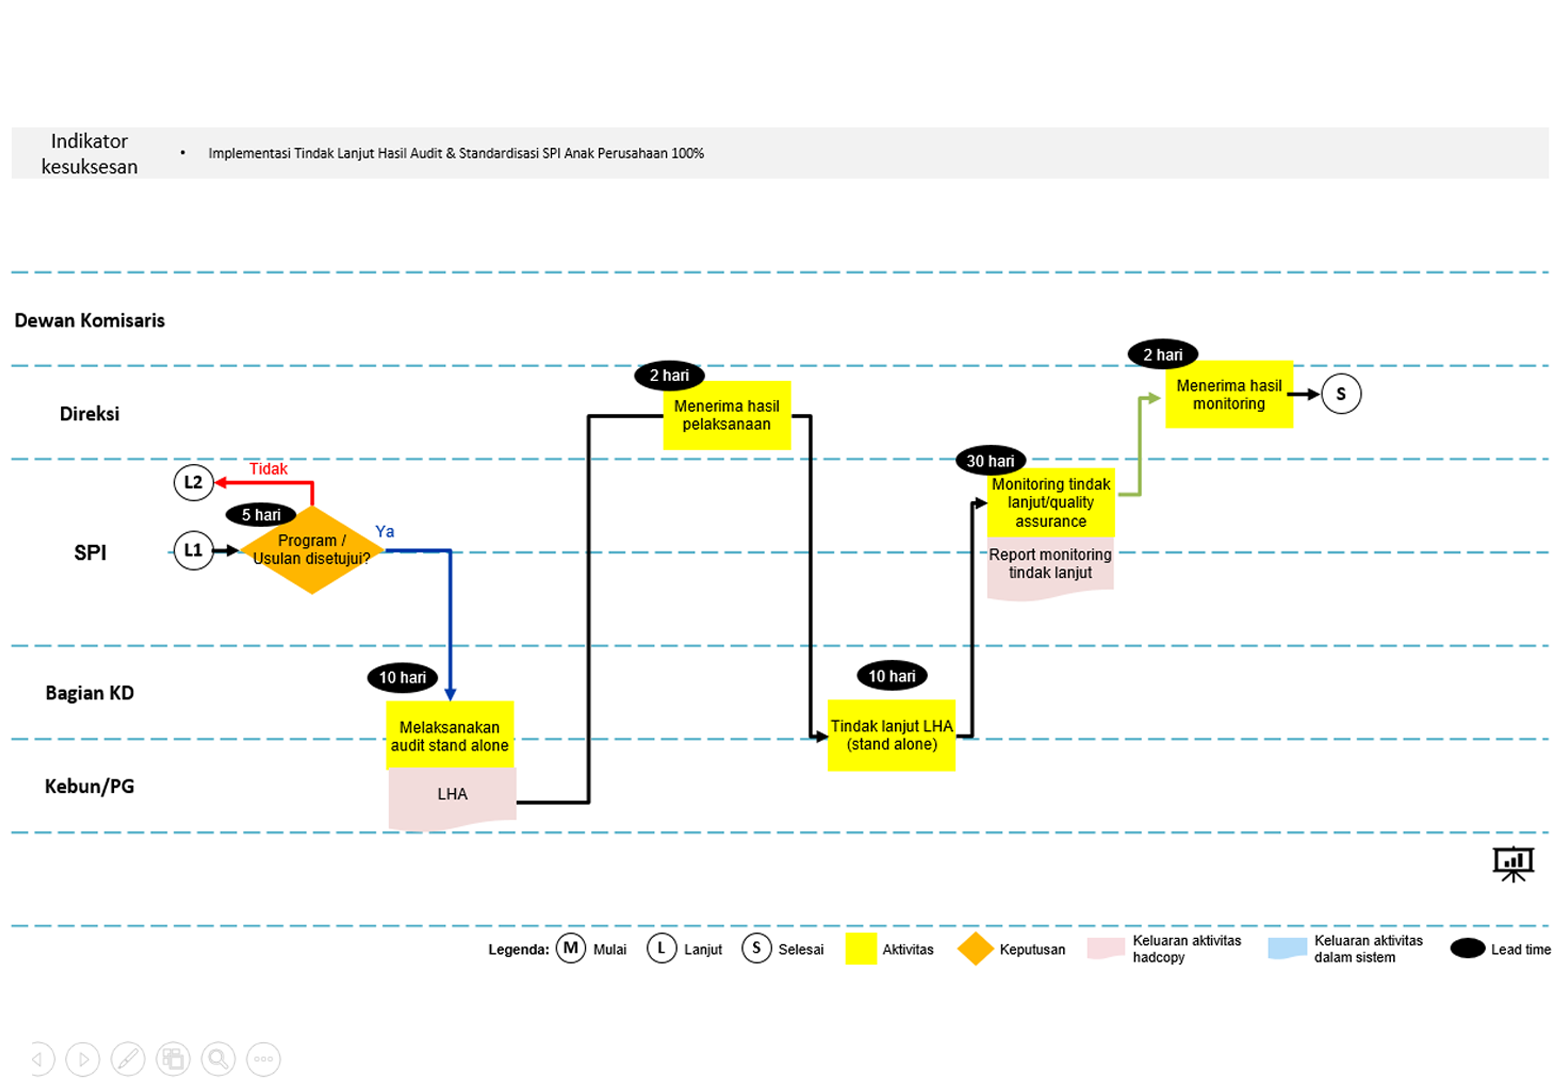 Indikator
kesuksesan
• Implementasi Tindak Lanjut Hasil Audit & Standardisasi SPI Anak Perusahaan 100%
Dewan Komisaris
Direksi
SPI
Bagian KD
Kebun/PG
L2
Tidak
5 hari
L1
Program /
Usulan disetujui?
Ya
10 hari
Melaksanakan
audit stand alone
LHA
2 hari
Menerima hasil
pelaksanaan
10 hari
Tindak lanjut LHA
(stand alone)
30 hari
Monitoring tindak
lanjut/quality
assurance
Report monitoring
tindak lanjut
2 hari
Menerima hasil
monitoring
S
Legenda:
M
Mulai
L
Lanjut
S
Selesai
Aktivitas
Keputusan
Keluaran aktivitas
hadcopy
Keluaran aktivitas
dalam sistem
Lead time